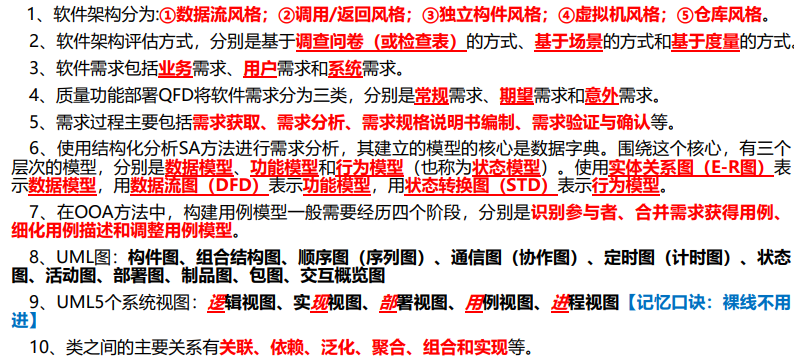 1、软件架构分为:①数据流风格；②调用/返回风格；③独立构件风格；④虚拟机风格；⑤仓库风格。
2、软件架构评估方式，分别是基于调查问卷（或检查表）的方式、基于场景的方式和基于度量的方式。
3、软件需求包括业务需求、用户需求和系统需求。
4、质量功能部署QFD将软件需求分为三类，分别是常规需求、期望需求和意外需求。
5、需求过程主要包括需求获取、需求分析、需求规格说明书编制、需求验证与确认等。
6、使用结构化分析SA方法进行需求分析，其建立的模型的核心是数据字典。围绕这个核心，有三个
层次的模型，分别是数据模型、功能模型和行为模型（也称为状态模型）。使用实体关系图（E-R图）表
示数据模型，用数据流图（DFD）表示功能模型，用状态转换图（STD）表示行为模型。
7、在OOA方法中，构建用例模型一般需要经历四个阶段，分别是识别参与者、合并需求获得用例、
细化用例描述和调整用例模型。
8、UML图：构件图、组合结构图、顺序图（序列图）、通信图（协作图）、定时图（计时图）、状态
图、活动图、部署图、制品图、包图、交互概览图
9、UML5个系统视图：逻辑视图、实现视图、部署视图、用例视图、进程视图【记忆口诀：裸线不用
进】
10、类之间的主要关系有关联、依赖、泛化、聚合、组合和实现等。